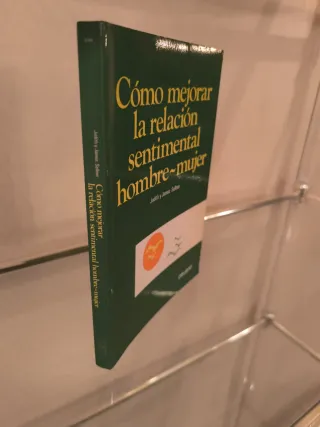 Cómo mejorar
la relación
sentimental
hombre-mujer
Cómo mejorar
la relación sentimental hombre-mujer